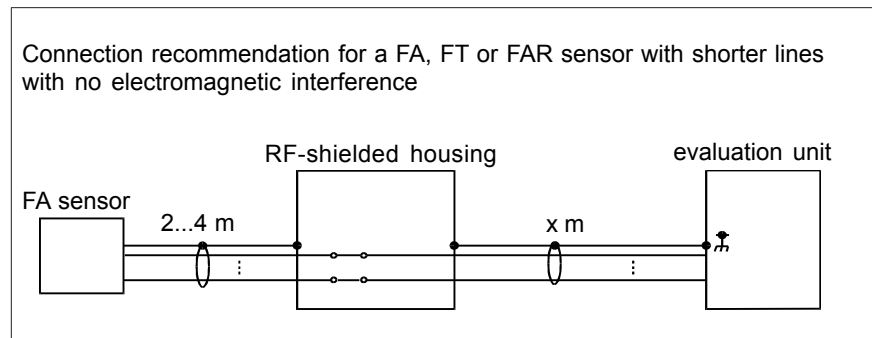 Connection recommendation for a FA, FT or FAR sensor with shorter lines
with no electromagnetic interference
RF-shielded housing
evaluation unit
FA sensor
2...4 m
x m